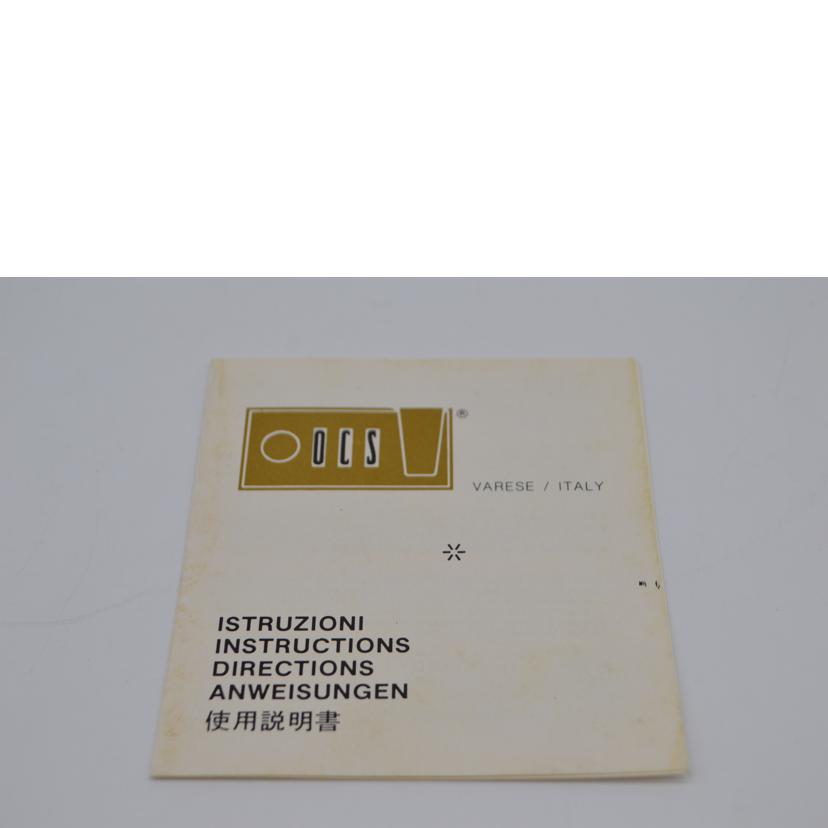 OCS ®
VARESE / ITALY
ISTRUZIONI
INSTRUCTIONS
DIRECTIONS
ANWEISUNGEN
使用説明書